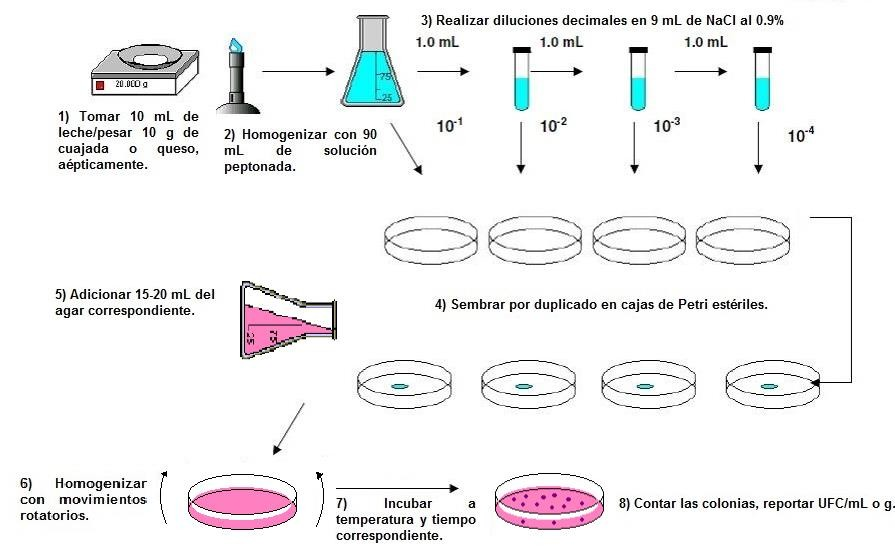 3) Realizar diluciones decimales en 9 mL de NaCl al 0.9%
1.0 mL
1.0 mL
1.0 mL
75
25
20.000 g
1) Tomar 10 mL de
leche/pesar 10 g de
cuajada o queso,
aépticamente.
2) Homogenizar con 90
mL de solución
peptonada.
10-1
10-2
10-3
10-4
5) Adicionar 15-20 mL del
agar correspondiente.
4) Sembrar por duplicado en cajas de Petri estériles.
75
25
6) Homogenizar
con movimientos
rotatorios.
7) Incubar a
temperatura y tiempo
correspondiente.
8) Contar las colonias, reportar UFC/mL o g.